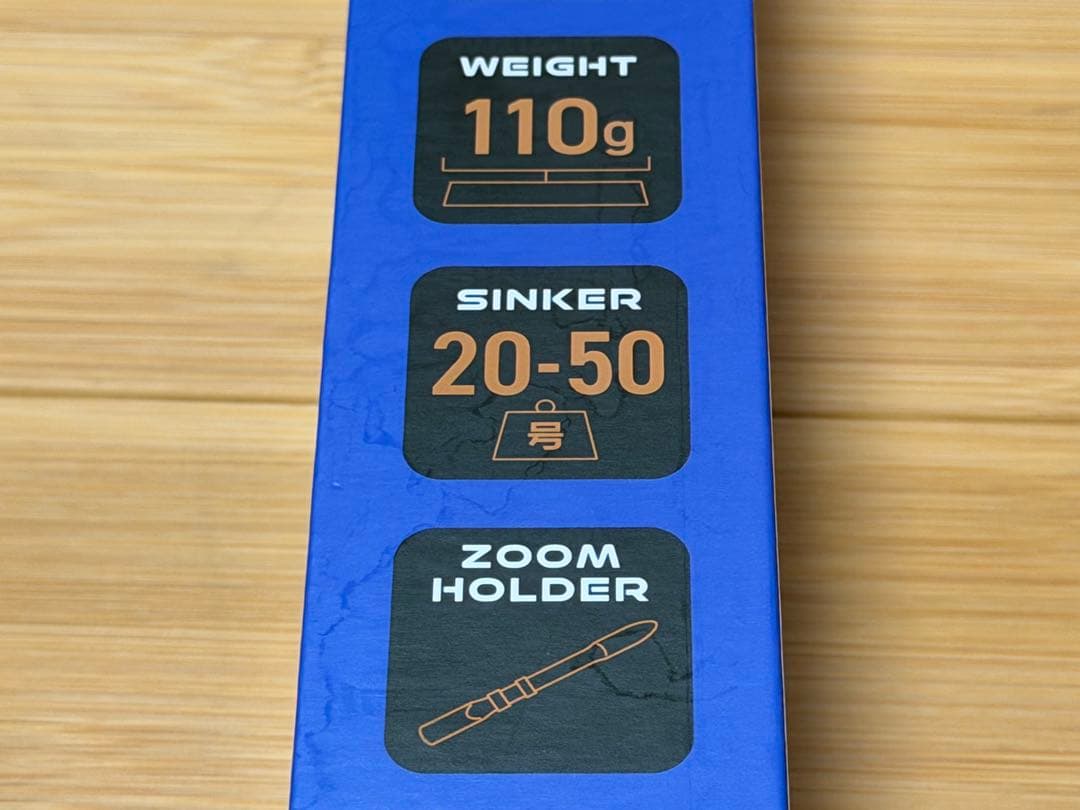 WEIGHT
110g
SINKER
20-50
号
ZOOM
HOLDER